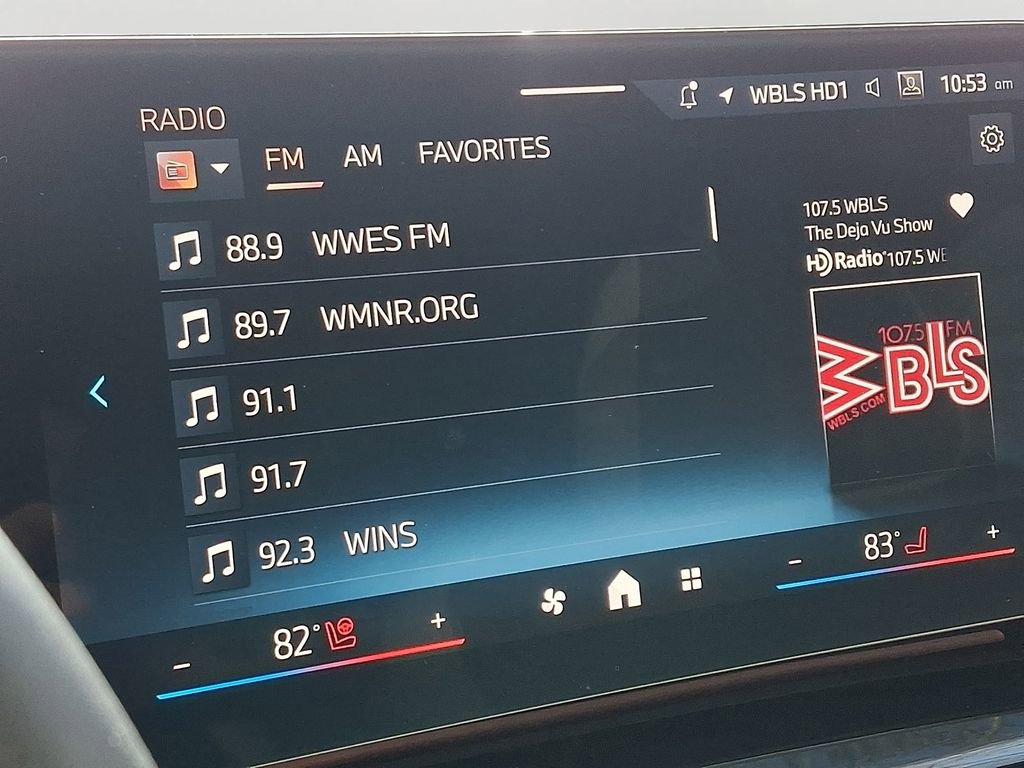 WBLS HD1 10:53 am
RADIO
FM AM FAVORITES
88.9 WWES FM
89.7 WMNR.ORG
91.1
91.7
92.3 WINS
107.5 WBLS
The Deja Vu Show
HD Radio 107.5 WE
107.5 FM
WBLS
WBLS.COM
- 82° +
- 83° +